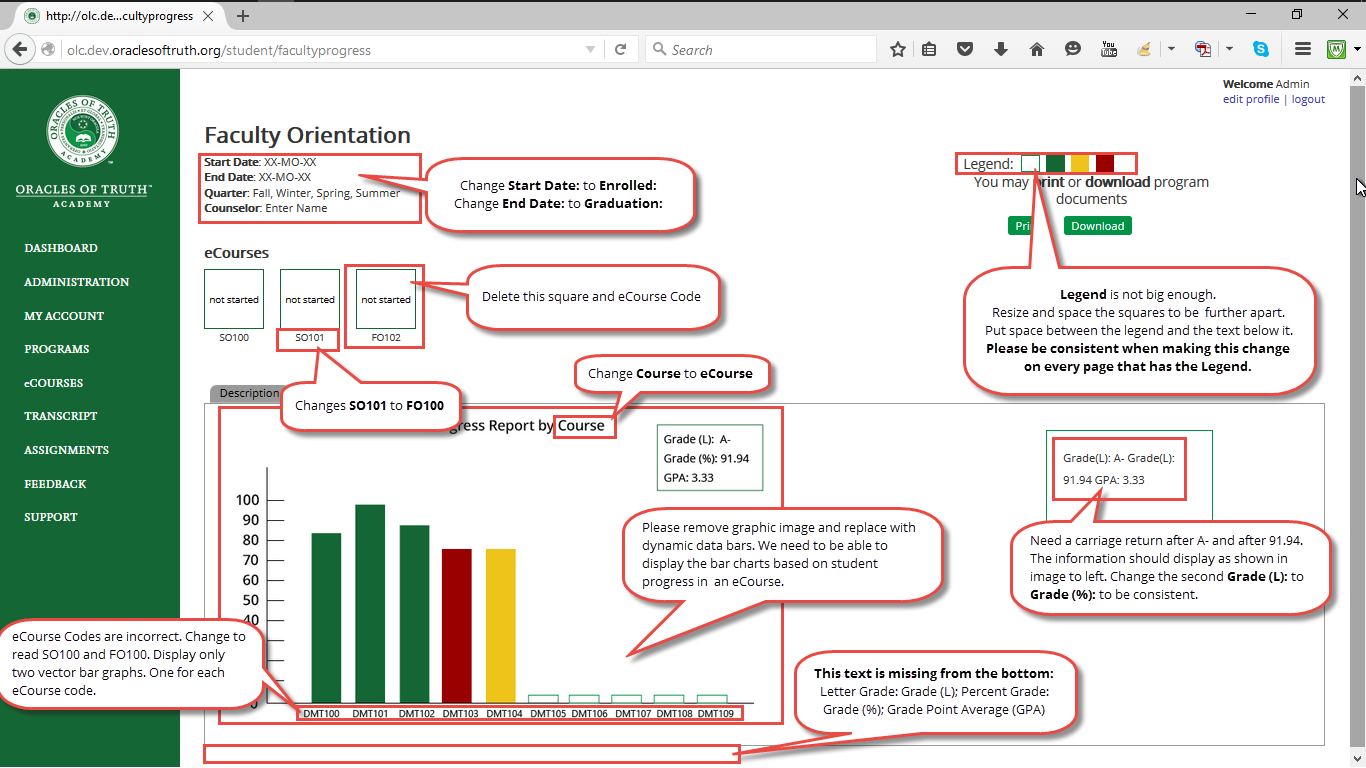 http://olc.de...cultyprogress
olc.dev.oraclesoftruth.org/student/facultyprogress
Search
You Tube
Welcome Admin
edit profile | logout
ORACLES OF TRUTH
ACADEMY
ORACLES OF TRUTH™
ACADEMY
DASHBOARD
ADMINISTRATION
MY ACCOUNT
PROGRAMS
eCOURSES
TRANSCRIPT
ASSIGNMENTS
FEEDBACK
SUPPORT
Faculty Orientation
Start Date: XX-MO-XX
End Date: XX-MO-XX
Quarter: Fall, Winter, Spring, Summer
Counselor: Enter Name
Change Start Date: to Enrolled:
Change End Date: to Graduation:
Legend:
You may print or download program
documents
Pri
Download
Legend is not big enough.
Resize and space the squares to be further apart.
Put space between the legend and the text below it.
Please be consistent when making this change
on every page that has the Legend.
eCourses
not started
not started
not started
SO100
SO101
FO102
Delete this square and eCourse Code
Changes SO101 to FO100
Change Course to eCourse
Description
gress Report by Course
Grade (L): A-
Grade (%): 91.94
GPA: 3.33
Grade(L): A- Grade(L):
91.94 GPA: 3.33
Need a carriage return after A- and after 91.94.
The information should display as shown in
image to left. Change the second Grade (L): to
Grade (%): to be consistent.
Please remove graphic image and replace with
dynamic data bars. We need to be able to
display the bar charts based on student
progress in an eCourse.
100
90
80
70
60
50
40
0
eCourse Codes are incorrect. Change to
read SO100 and FO100. Display only
two vector bar graphs. One for each
eCourse code.
DMT100 DMT101 DMT102 DMT103 DMT104 DMT105 DMT106 DMT107 DMT108 DMT109
This text is missing from the bottom:
Letter Grade: Grade (L); Percent Grade:
Grade (%); Grade Point Average (GPA)